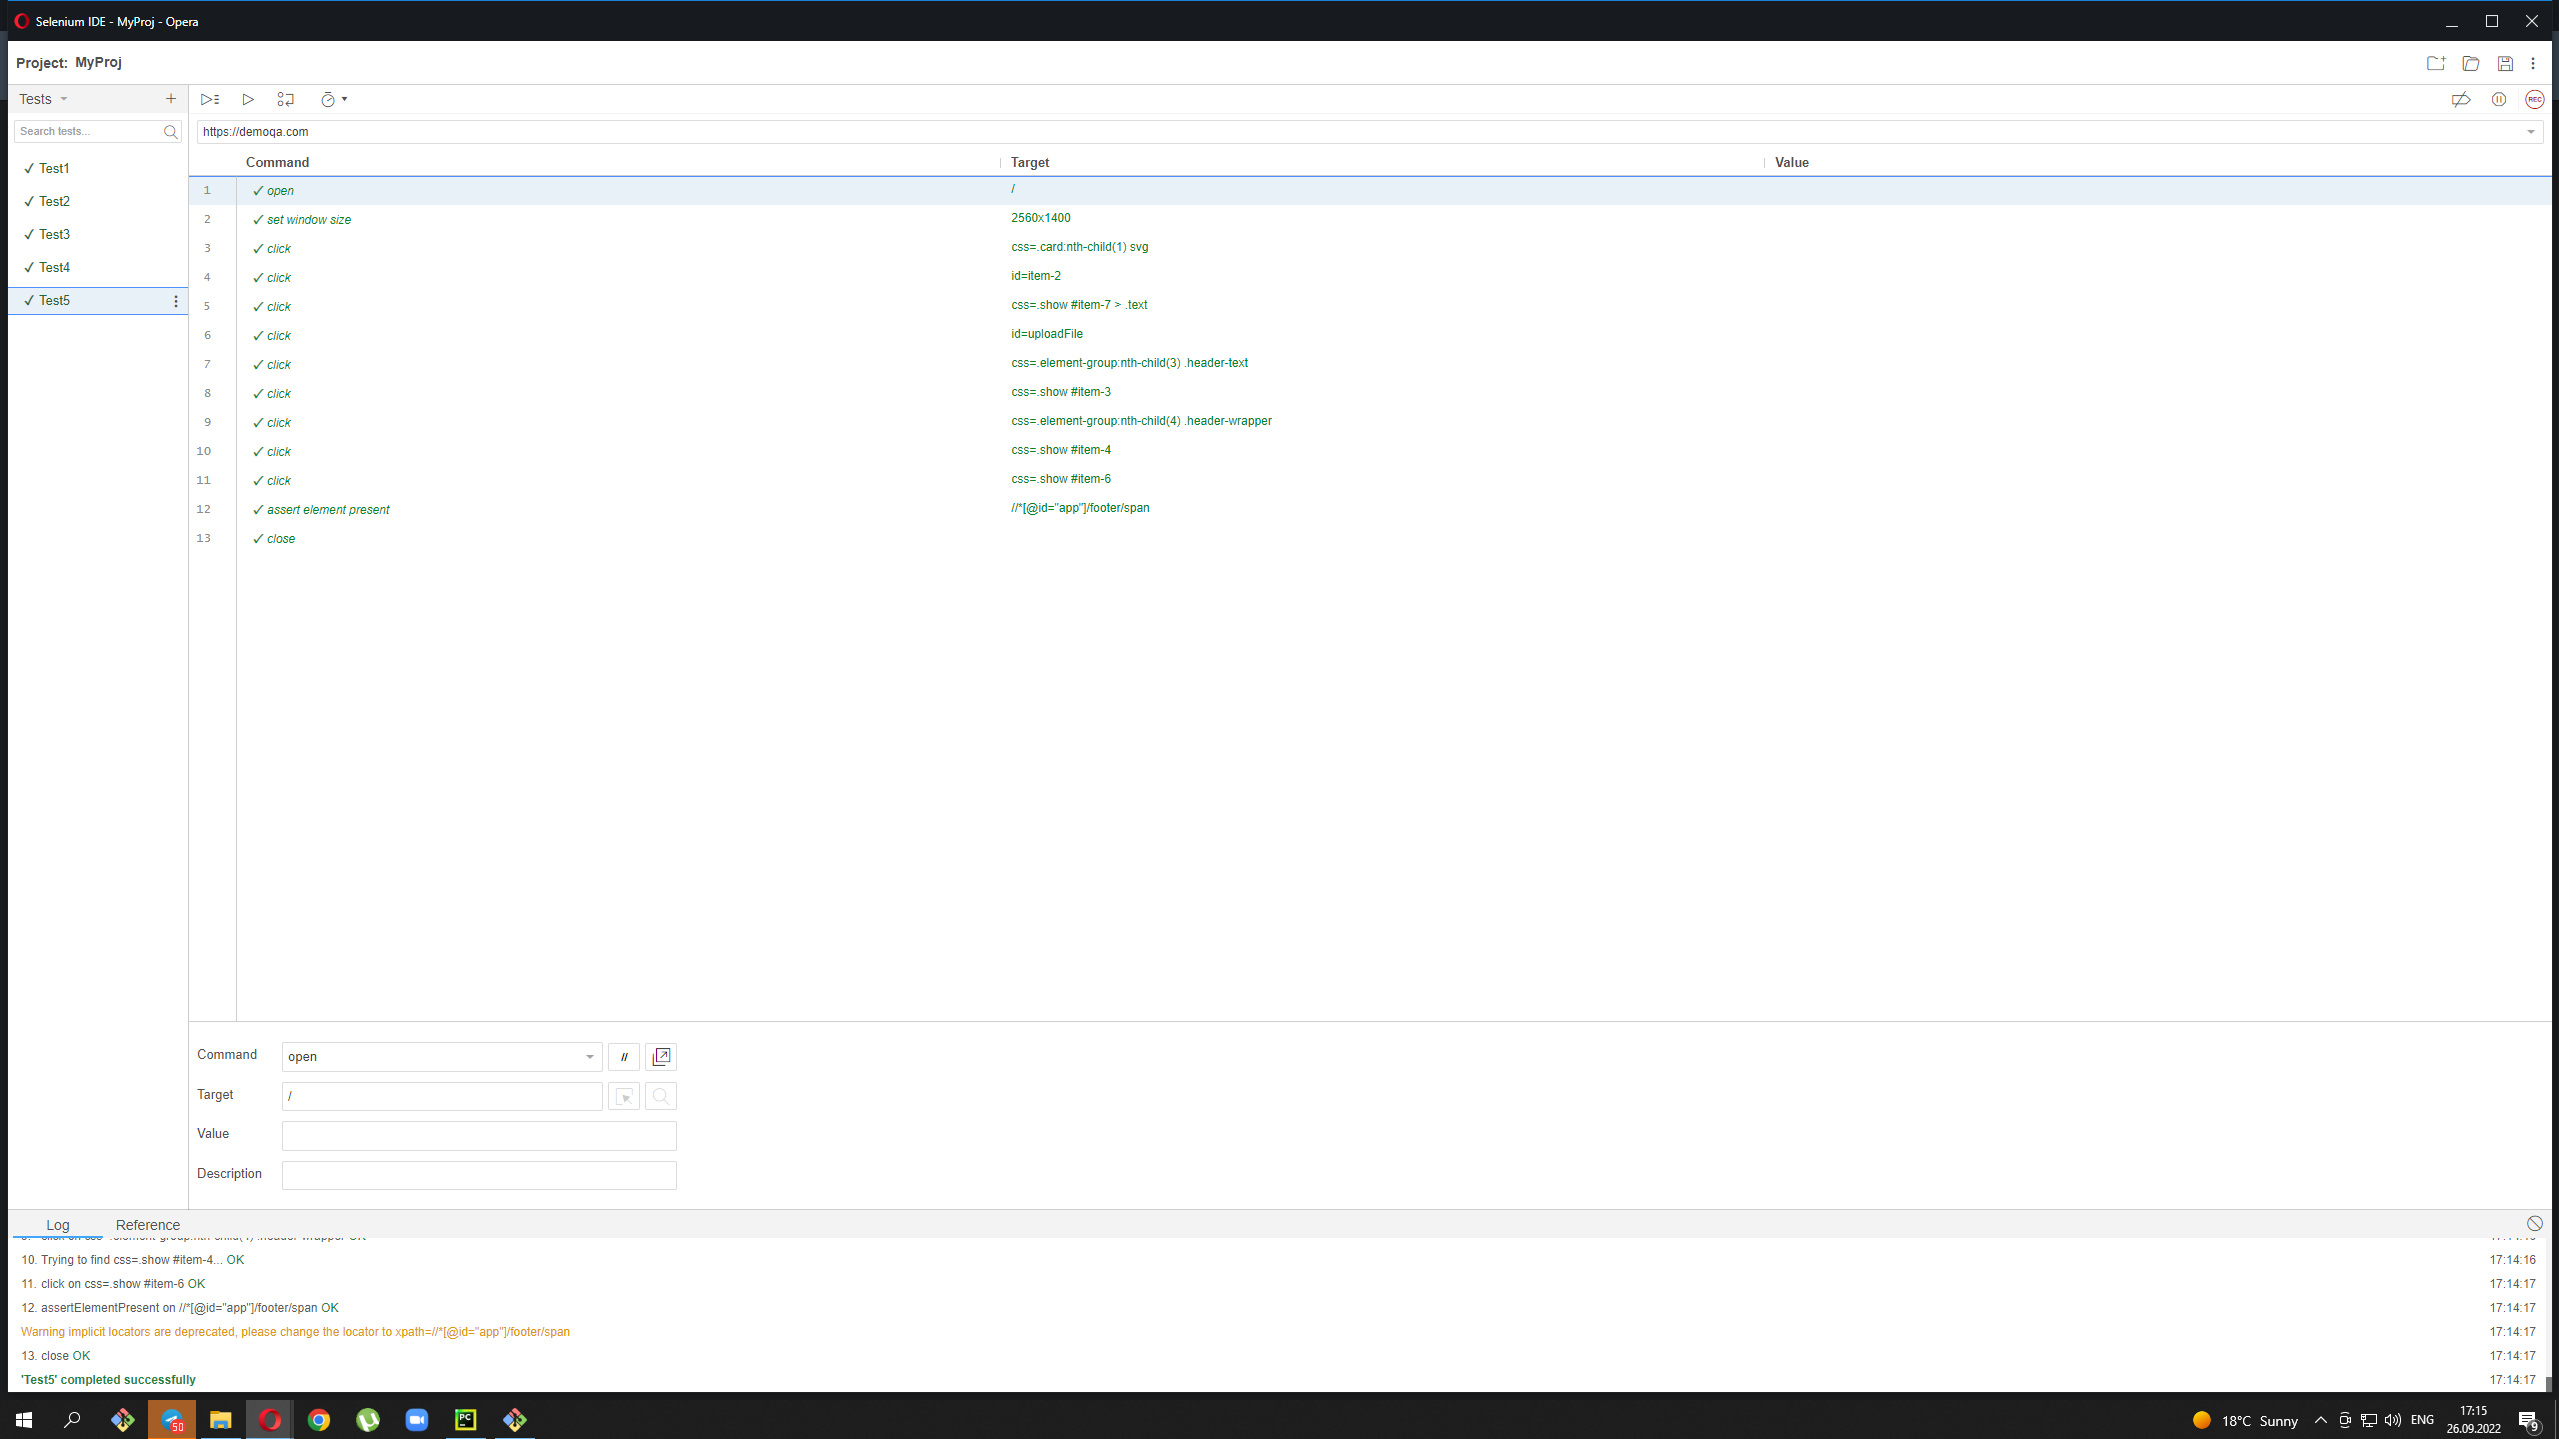 Selenium IDE - MyProj - Opera
Project: MyProj
Tests
Search tests...
https://demoqa.com
REC
✓ Test1
✓ Test2
✓ Test3
✓ Test4
✓ Test5
Command Target Value
1 ✓ open /
2 ✓ set window size 2560x1400
3 ✓ click css=.card:nth-child(1) svg
4 ✓ click id=item-2
5 ✓ click css=.show #item-7 > .text
6 ✓ click id=uploadFile
7 ✓ click css=.element-group:nth-child(3) .header-text
8 ✓ click css=.show #item-3
9 ✓ click css=.element-group:nth-child(4) .header-wrapper
10 ✓ click css=.show #item-4
11 ✓ click css=.show #item-6
12 ✓ assert element present //*[@id="app"]/footer/span
13 ✓ close
Command open //
Target /
Value
Description
Log Reference
10. Trying to find css=.show #item-4... OK 17:14:16
11. click on css=.show #item-6 OK 17:14:17
12. assertElementPresent on //*[@id="app"]/footer/span OK 17:14:17
Warning implicit locators are deprecated, please change the locator to xpath=//*[@id="app"]/footer/span 17:14:17
13. close OK 17:14:17
'Test5' completed successfully 17:14:17
50 PC 18°C Sunny ENG 17:15
26.09.2022 9